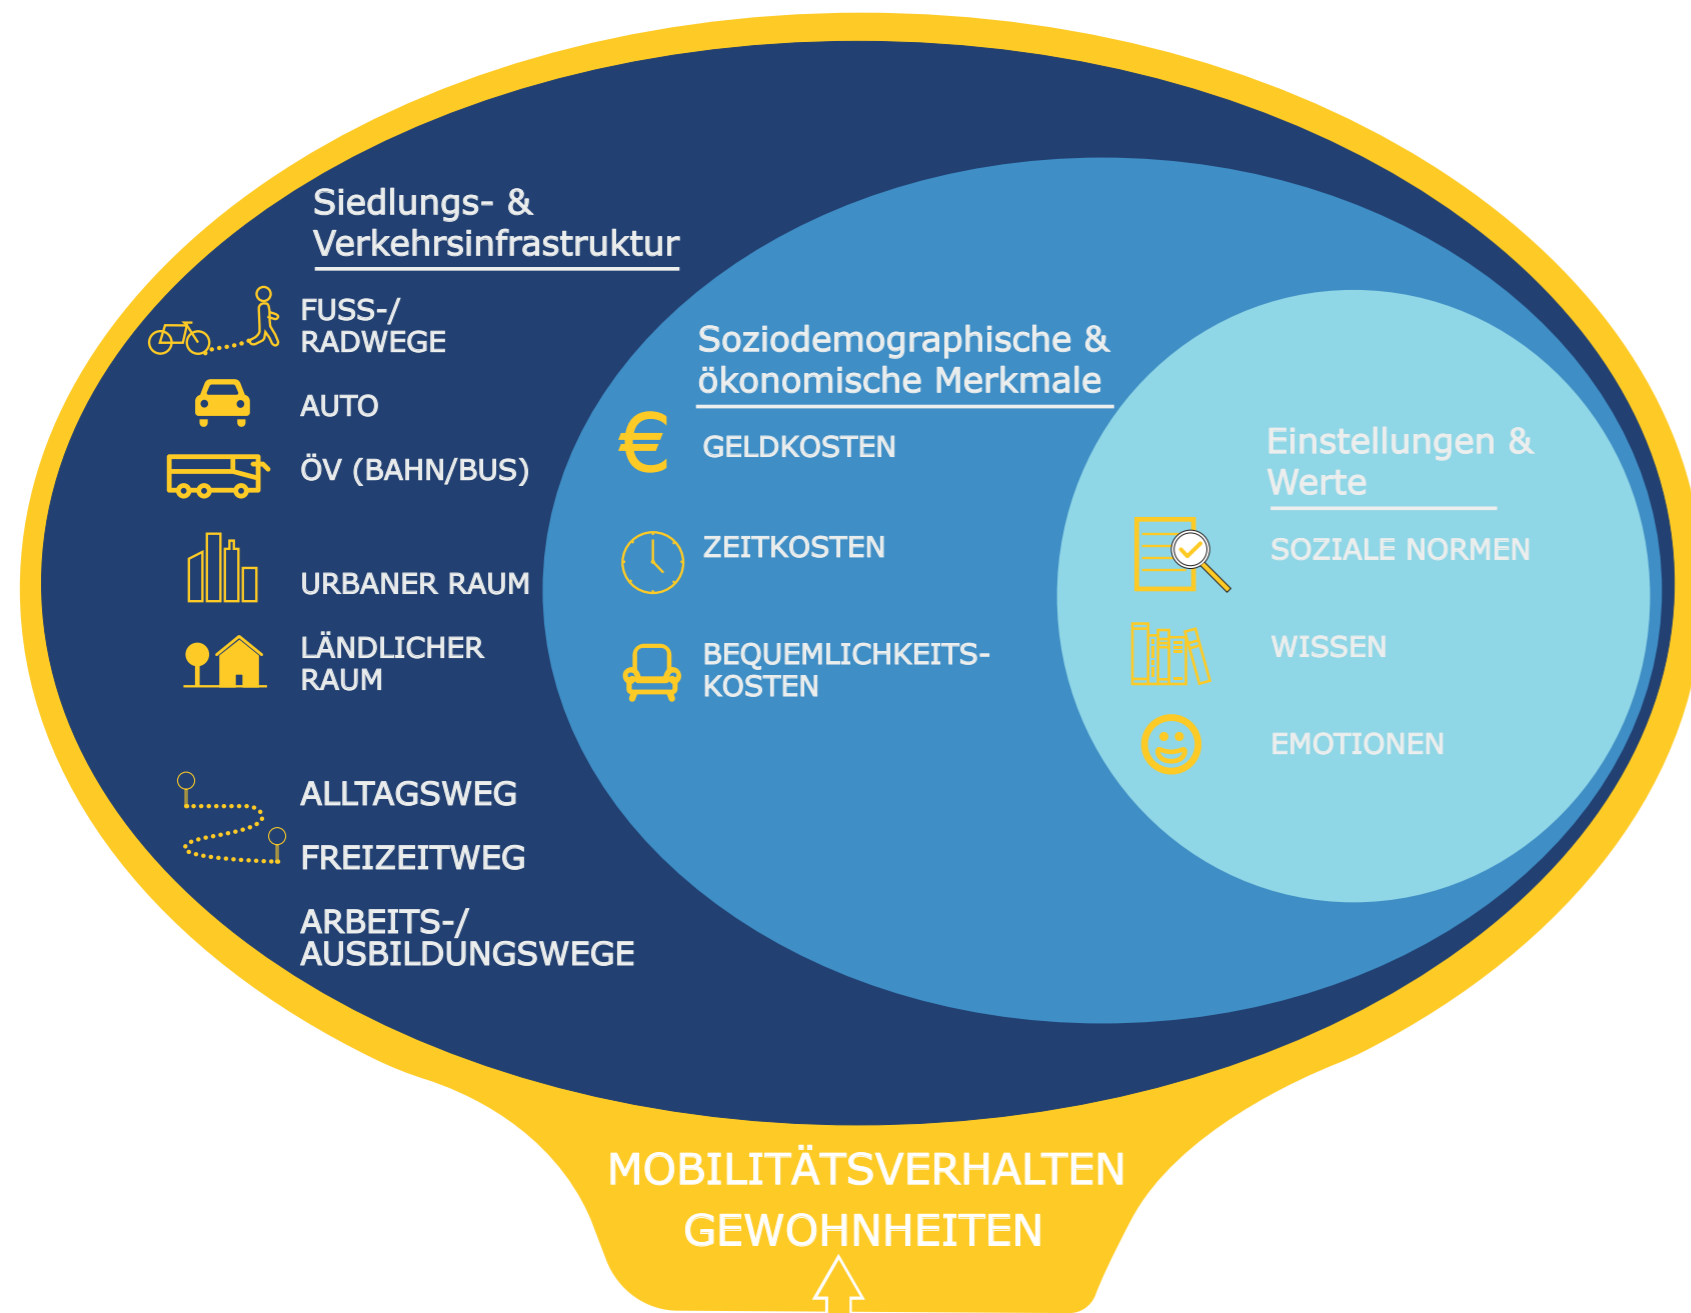 Siedlungs- &
Verkehrsinfrastruktur
FUSS-/
RADWEGE
AUTO
ÖV (BAHN/BUS)
URBANER RAUM
LÄNDLICHER
RAUM
ALLTAGSWEG
FREIZEITWEG
ARBEITS-/
AUSBILDUNGSWEGE
Soziodemographische &
ökonomische Merkmale
€ GELDKOSTEN
ZEITKOSTEN
BEQUEMLICHKEITS-
KOSTEN
Einstellungen &
Werte
SOZIALE NORMEN
WISSEN
EMOTIONEN
MOBILITÄTSVERHALTEN
GEWOHNHEITEN